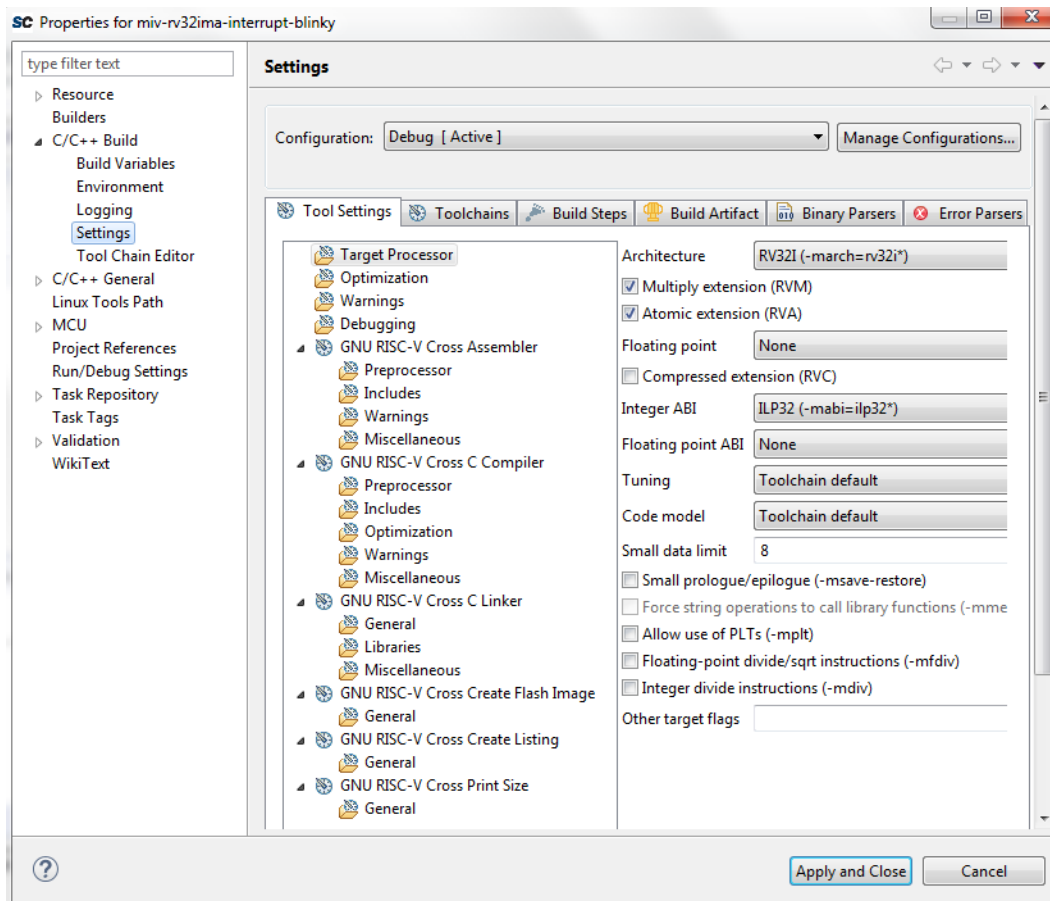 SC Properties for miv-rv32ima-interrupt-blinky
type filter text
Resource
Builders
C/C++ Build
Build Variables
Environment
Logging
Settings
Tool Chain Editor
C/C++ General
Linux Tools Path
MCU
Project References
Run/Debug Settings
Task Repository
Task Tags
Validation
WikiText
Settings
Configuration: Debug [ Active ] Manage Configurations...
Tool Settings Toolchains Build Steps Build Artifact Binary Parsers Error Parsers
Target Processor
Optimization
Warnings
Debugging
GNU RISC-V Cross Assembler
Preprocessor
Includes
Warnings
Miscellaneous
GNU RISC-V Cross C Compiler
Preprocessor
Includes
Optimization
Warnings
Miscellaneous
GNU RISC-V Cross C Linker
General
Libraries
Miscellaneous
GNU RISC-V Cross Create Flash Image
General
GNU RISC-V Cross Create Listing
General
GNU RISC-V Cross Print Size
General
Architecture RV32I (-march=rv32i*)
Multiply extension (RVM)
Atomic extension (RVA)
Floating point None
Compressed extension (RVC)
Integer ABI ILP32 (-mabi=ilp32*)
Floating point ABI None
Tuning Toolchain default
Code model Toolchain default
Small data limit 8
Small prologue/epilogue (-msave-restore)
Force string operations to call library functions (-mme
Allow use of PLTs (-mplt)
Floating-point divide/sqrt instructions (-mfdiv)
Integer divide instructions (-mdiv)
Other target flags
Apply and Close Cancel